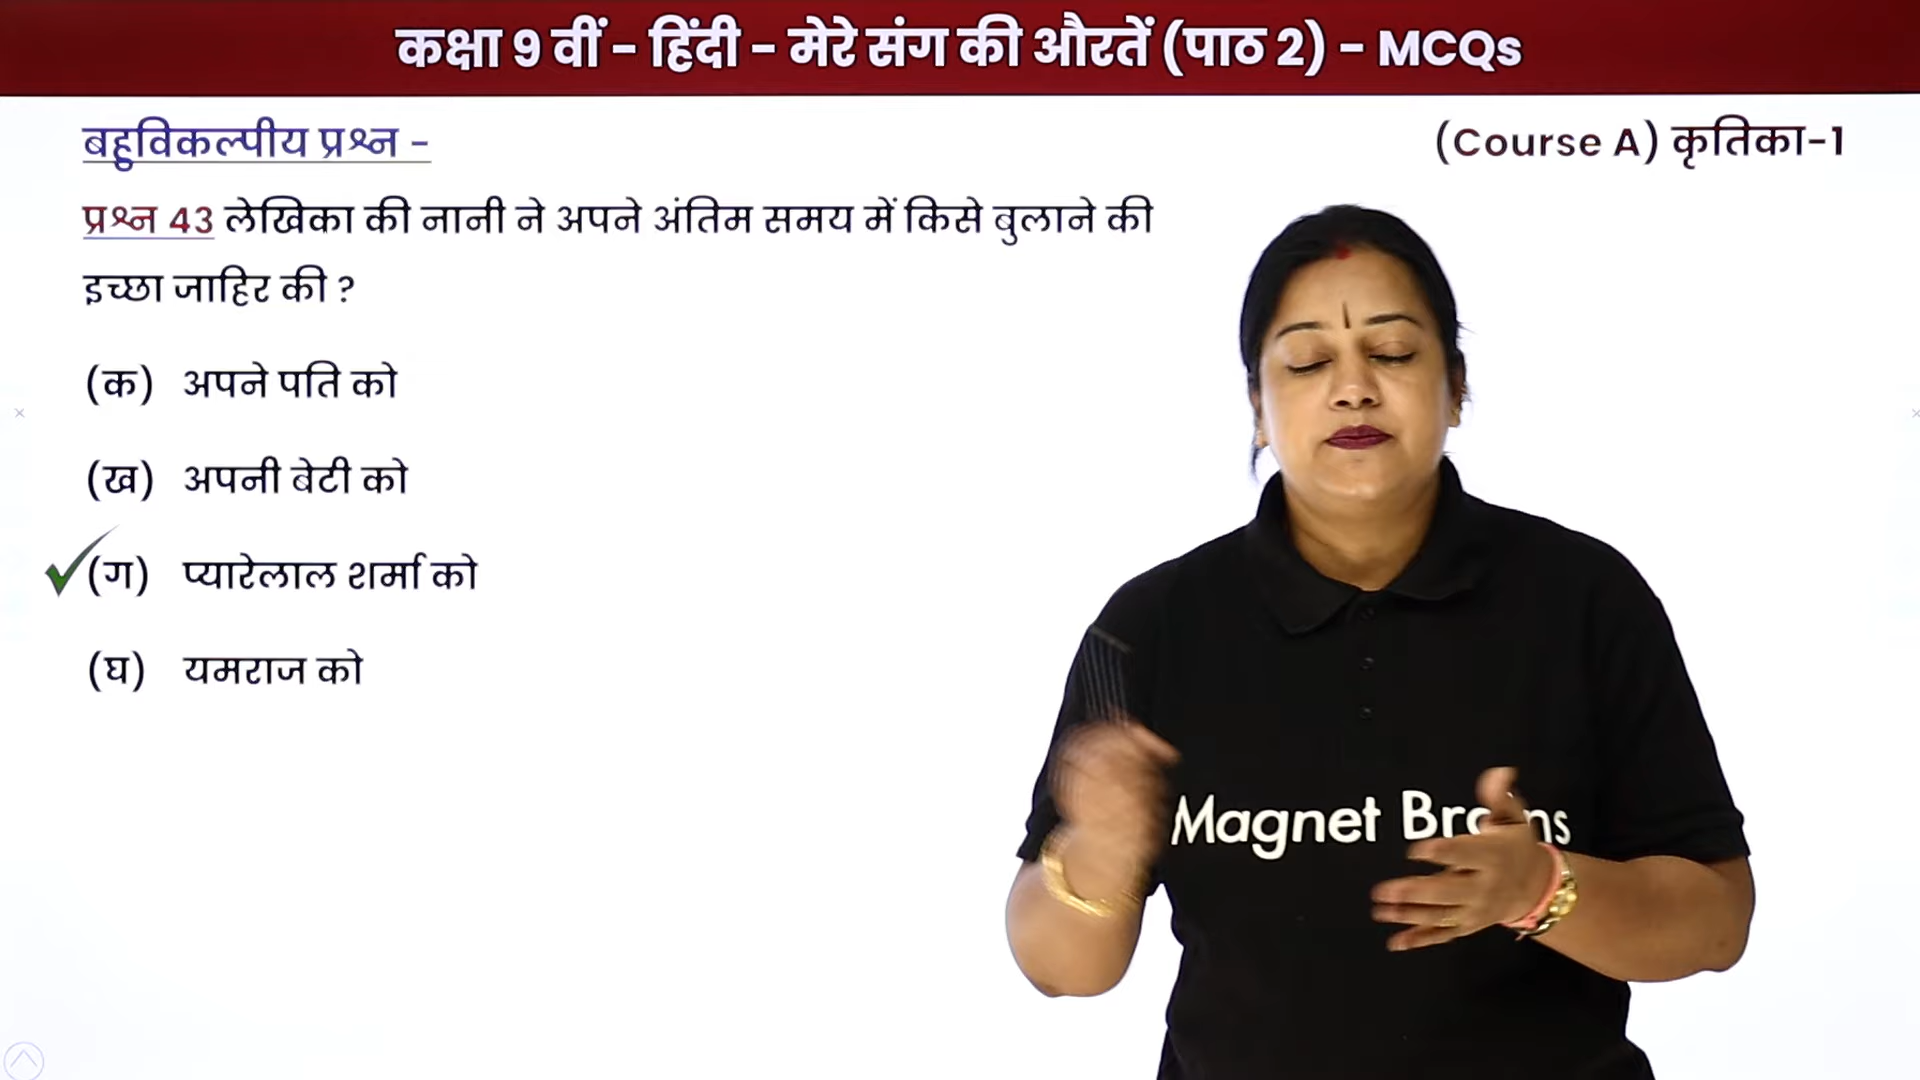 कक्षा 9 वीं - हिंदी - मेरे संग की औरतें (पाठ 2) - MCQs
बहुविकल्पीय प्रश्न -
(Course A) कृतिका-1
प्रश्न 43 लेखिका की नानी ने अपने अंतिम समय में किसे बुलाने की
इच्छा जाहिर की ?
(क) अपने पति को
(ख) अपनी बेटी को
(ग) प्यारेलाल शर्मा को
(घ) यमराज को
Magnet